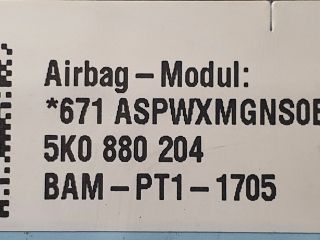 Airbag – Modul:
*671 ASPWXMGNS0E
5K0 880 204
BAM–PT1–1705